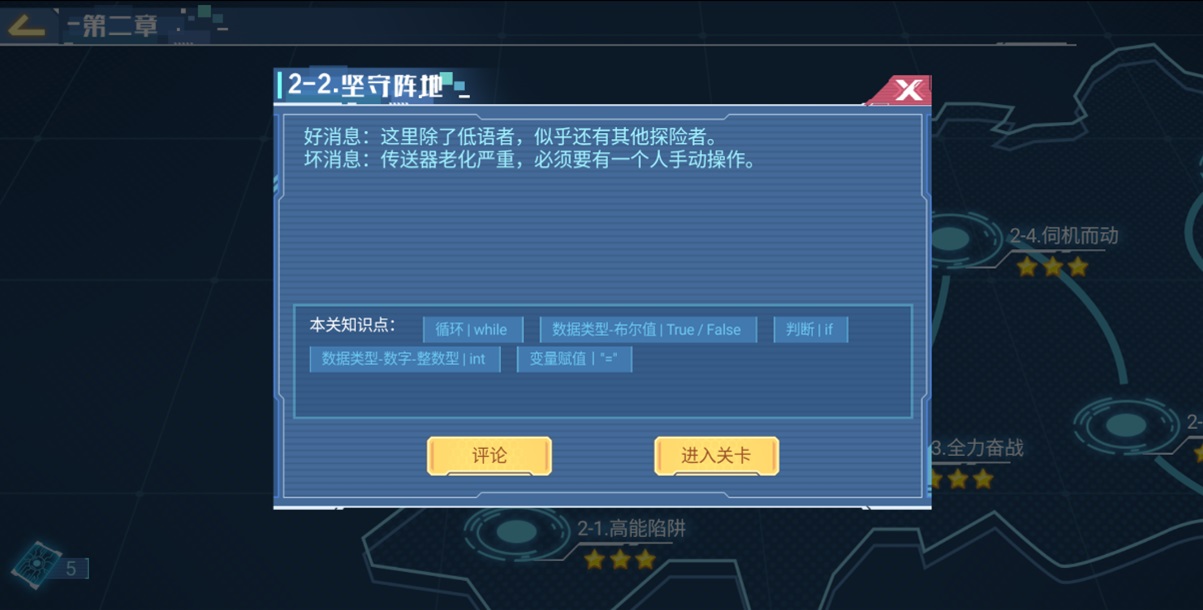 第二章
2-2.坚守阵地
好消息：这里除了低语者，似乎还有其他探险者。
坏消息：传送器老化严重，必须要有一个人手动操作。
2-4.伺机而动
本关知识点：
循环 | while
数据类型-布尔值 | True / False
判断 | if
数据类型-数字-整数型 | int
变量赋值 | "="
2-
3.全力奋战
评论
进入关卡
2-1.高能陷阱
5